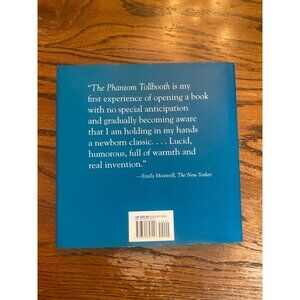 “The Phantom Tollbooth is my
first experience of opening a book
with no special anticipation
and gradually becoming aware
that I am holding in my hands
a newborn classic. . . . Lucid,
humorous, full of warmth and
real invention.”
—Emily Maxwell, The New Yorker